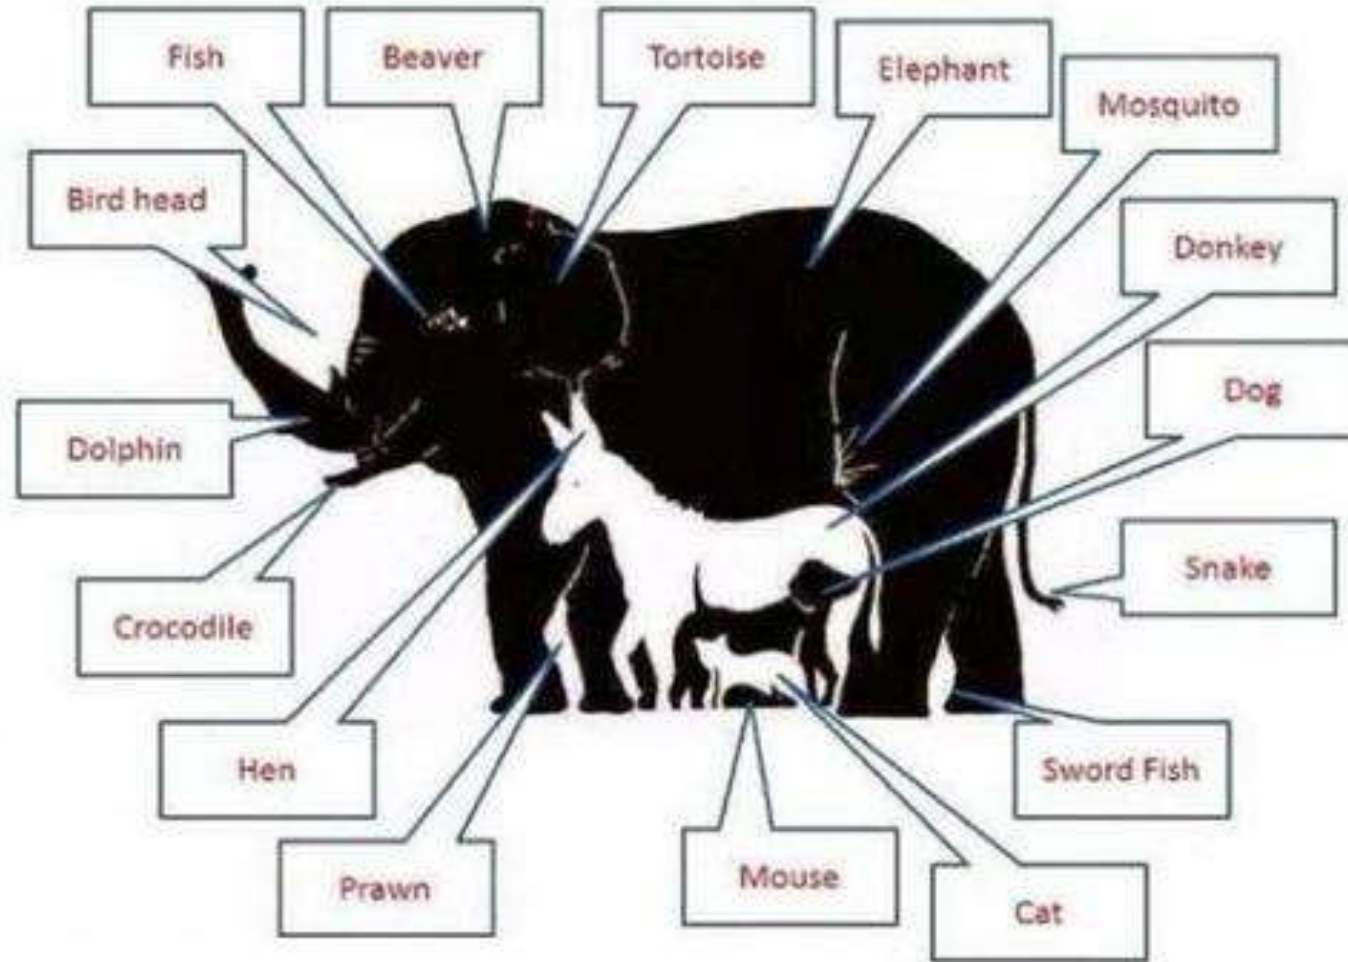 Fish
Beaver
Tortoise
Elephant
Mosquito
Bird head
Donkey
Dog
Dolphin
Snake
Crocodile
Hen
Sword Fish
Prawn
Mouse
Cat